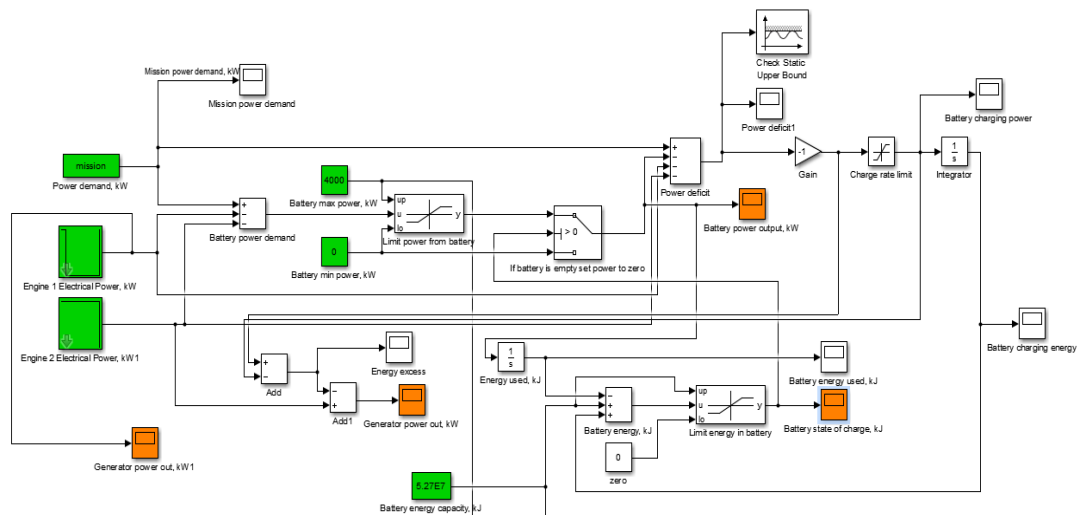 Check Static
Upper Bound
Mission power demand, kW
Mission power demand
Power deficit1
Battery charging power
mission
Power demand, kW
+
−
−
−
Power deficit
-1
Gain
Charge rate limit
1
s
Integrator
4000
Battery max power, kW
+
−
−
Battery power demand
up
u
lo
y
Limit power from battery
> 0
If battery is empty set power to zero
Battery power output, kW
0
Battery min power, kW
Engine 1 Electrical Power, kW
Engine 2 Electrical Power, kW1
Battery charging energy
+
−
Add
Energy excess
−
+
Add1
Generator power out, kW
1
s
Energy used, kJ
Battery energy used, kJ
−
+
+
Battery energy, kJ
up
u
lo
y
Limit energy in battery
Battery state of charge, kJ
0
zero
Generator power out, kW1
5.27E7
Battery energy capacity, kJ